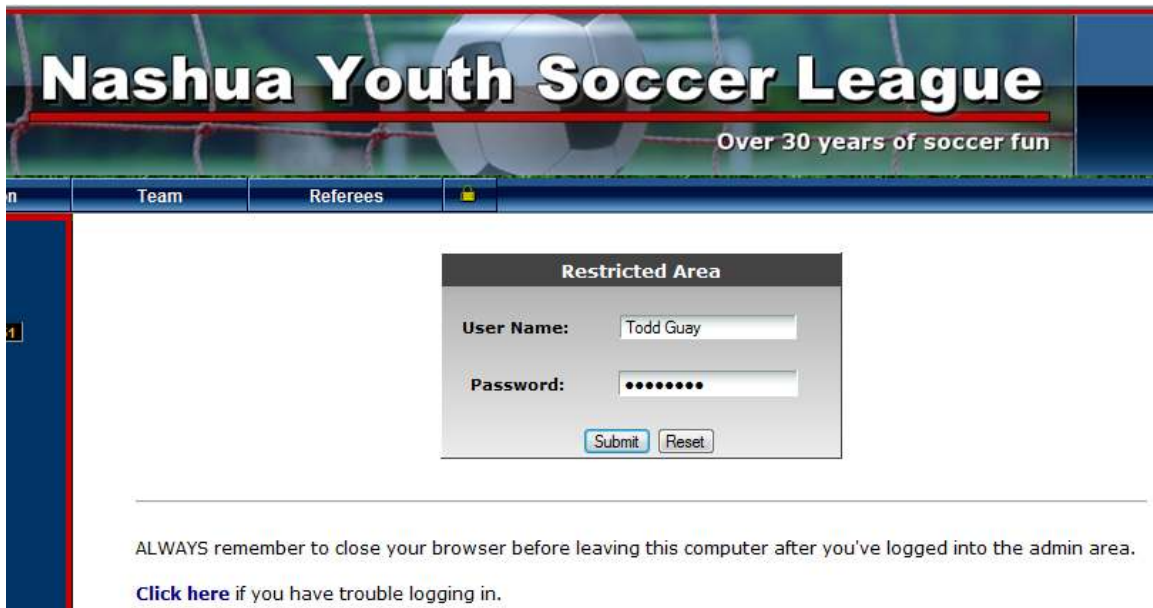 Nashua Youth Soccer League
Over 30 years of soccer fun
Team Referees
Restricted Area
User Name: Todd Guay
Password: ••••••••
Submit Reset
ALWAYS remember to close your browser before leaving this computer after you've logged into the admin area.
Click here if you have trouble logging in.